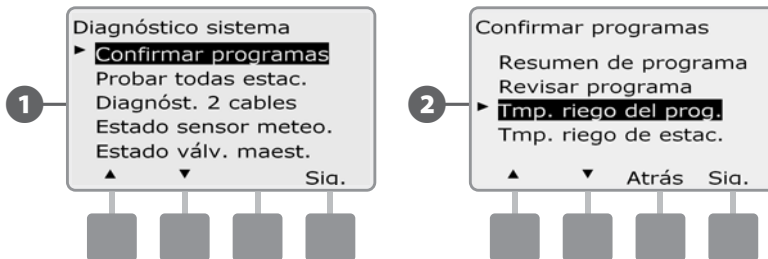 Diagnóstico sistema
Confirmar programas
Probar todas estac.
Diagnóst. 2 cables
Estado sensor meteo.
Estado válv. maest.
Sig.
1
Confirmar programas
Resumen de programa
Revisar programa
Tmp. riego del prog.
Tmp. riego de estac.
Atrás Sig.
2